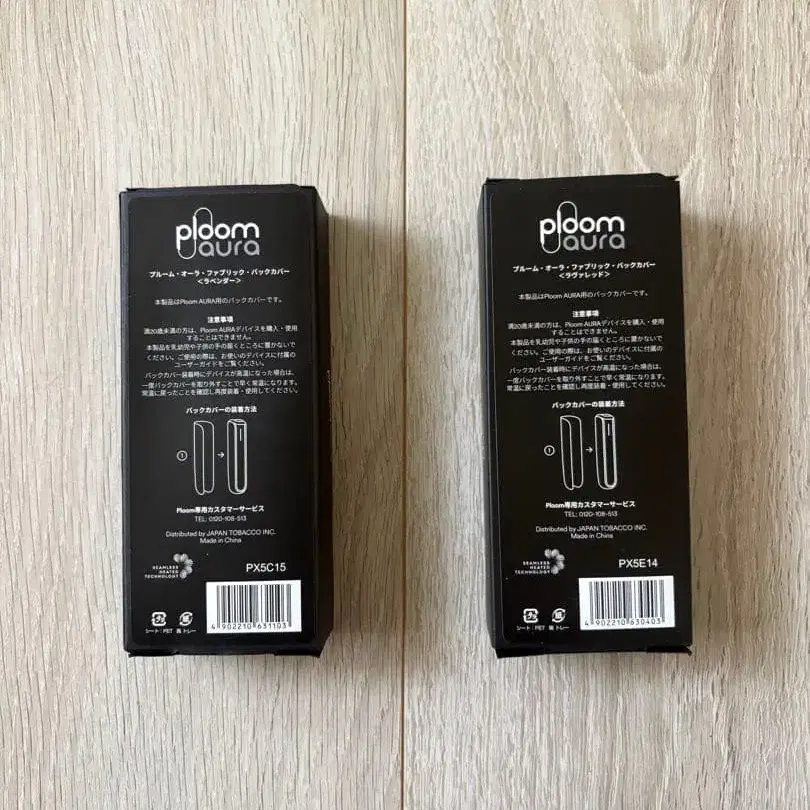 ploom
aura
プルーム・オーラ・ファブリック・バックカバー
＜ラベンダー＞
本製品はPloom AURA用のバックカバーです。
注意事項
満20歳未満の方は、Ploom AURAデバイスを購入・使用
することはできません。
本製品を乳幼児や子供の手の届くところに置かないで
ください。ご使用の際は、お使いのデバイスに付属の
ユーザーガイドをご覧ください。
バックカバー装着時にデバイスが高温になった場合は、
一度バックカバーを取り外すことで早く常温になります。
常温に戻ったことを確認し再度装着・使用してください。
バックカバーの装着方法
①
Ploom専用カスタマーサービス
TEL: 0120-108-513
Distributed by JAPAN TOBACCO INC.
Made in China
SEAMLESS
HEATED
TECHNOLOGY
PX5C15
4 902210 631103
プラ
紙
シート：PET 箱 トレー
ploom
aura
プルーム・オーラ・ファブリック・バックカバー
＜ラヴァレッド＞
本製品はPloom AURA用のバックカバーです。
注意事項
満20歳未満の方は、Ploom AURAデバイスを購入・使用
することはできません。
本製品を乳幼児や子供の手の届くところに置かないで
ください。ご使用の際は、お使いのデバイスに付属の
ユーザーガイドをご覧ください。
バックカバー装着時にデバイスが高温になった場合は、
一度バックカバーを取り外すことで早く常温になります。
常温に戻ったことを確認し再度装着・使用してください。
バックカバーの装着方法
①
Ploom専用カスタマーサービス
TEL: 0120-108-513
Distributed by JAPAN TOBACCO INC.
Made in China
SEAMLESS
HEATED
TECHNOLOGY
PX5E14
4 902210 630403
プラ
紙
シート：PET 箱 トレー